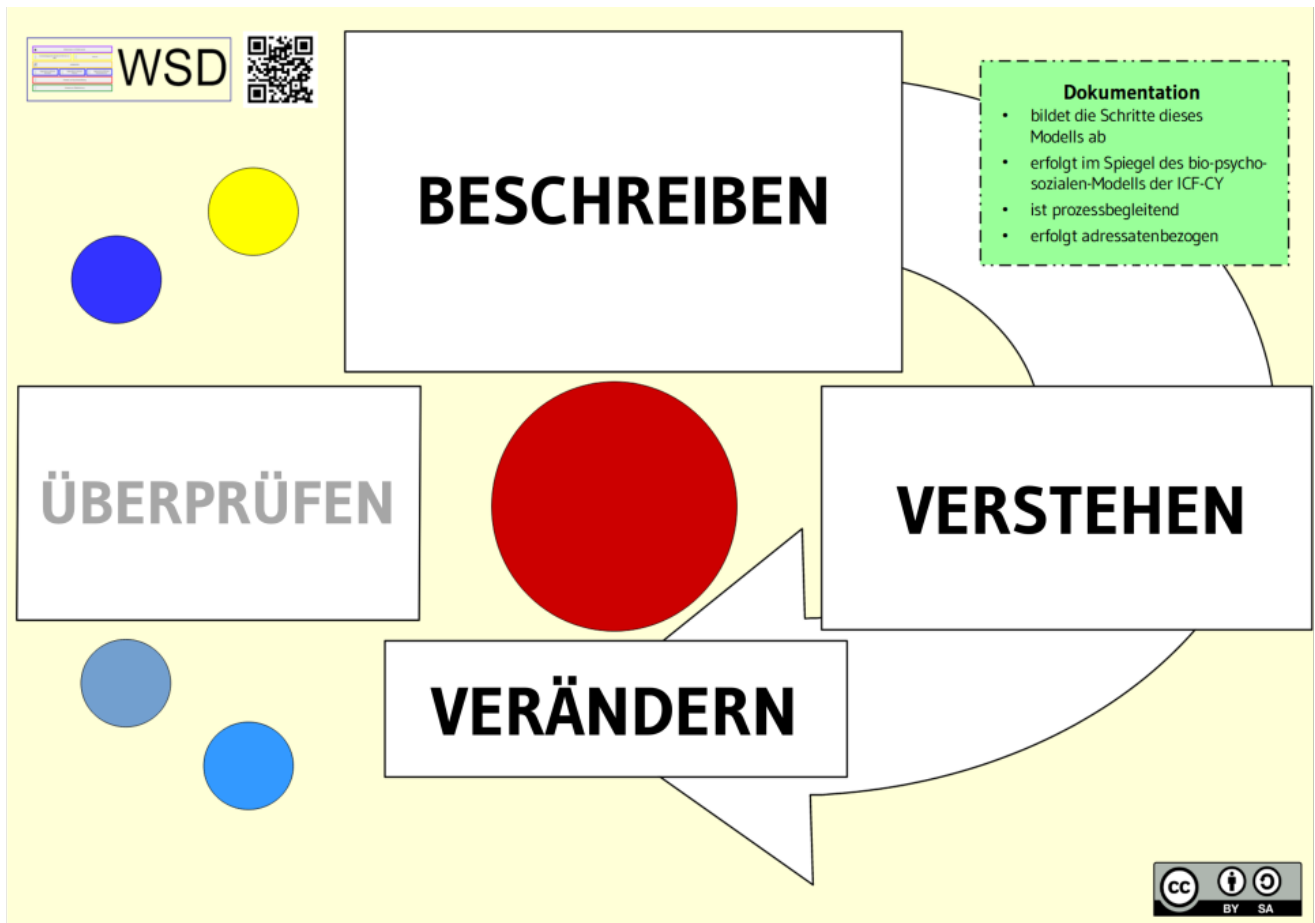 WSD
BESCHREIBEN
Dokumentation
• bildet die Schritte dieses
Modells ab
• erfolgt im Spiegel des bio-psycho-
sozialen-Modells der ICF-CY
• ist prozessbegleitend
• erfolgt adressatenbezogen
ÜBERPRÜFEN
VERSTEHEN
VERÄNDERN
cc
BY SA